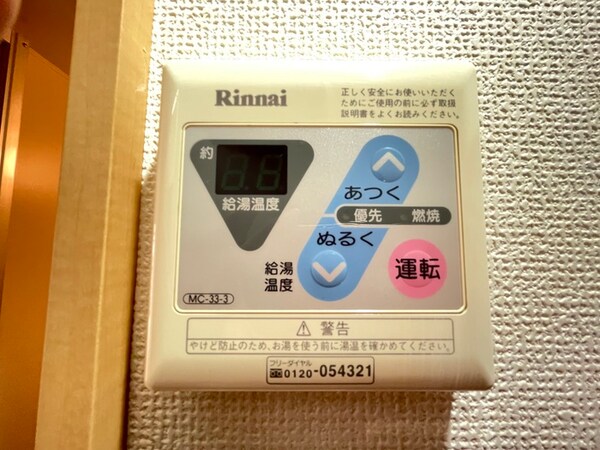 Rinnai
正しく安全にお使いいただく
ためにご使用の前に必ず取扱
説明書をよくお読みください。
約
給湯温度
あつく
優先 燃焼
ぬるく
給湯
温度
運転
MC-33-3
⚠ 警告
やけど防止のため、お湯を使う前に湯温を確かめてください。
フリーダイヤル
0120-054321